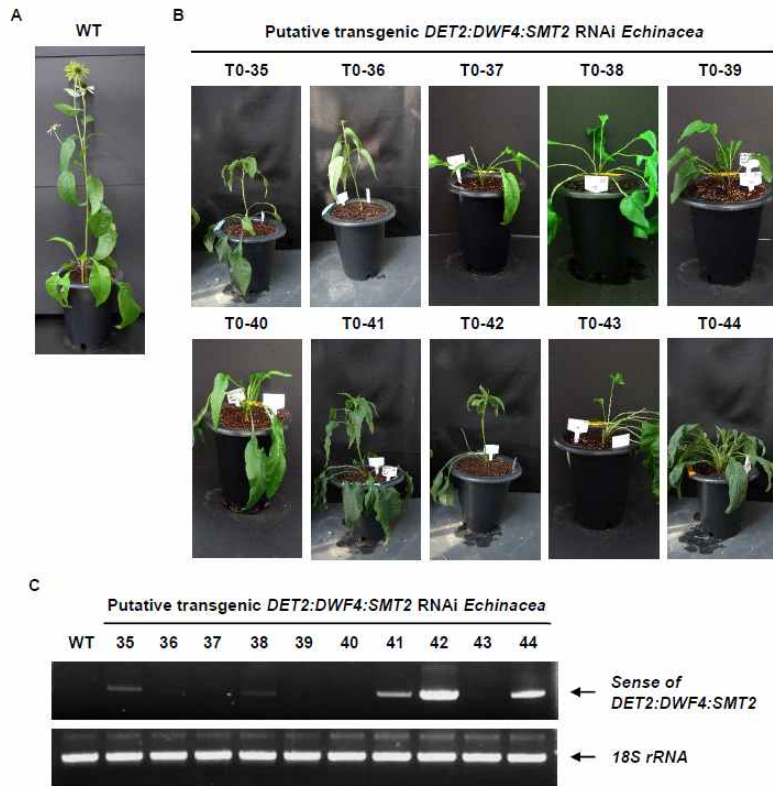 A
WT
B
Putative transgenic DET2:DWF4:SMT2 RNAi Echinacea
T0-35 T0-36 T0-37 T0-38 T0-39
T0-40 T0-41 T0-42 T0-43 T0-44
C
Putative transgenic DET2:DWF4:SMT2 RNAi Echinacea
WT 35 36 37 38 39 40 41 42 43 44
Sense of
DET2:DWF4:SMT2
18S rRNA